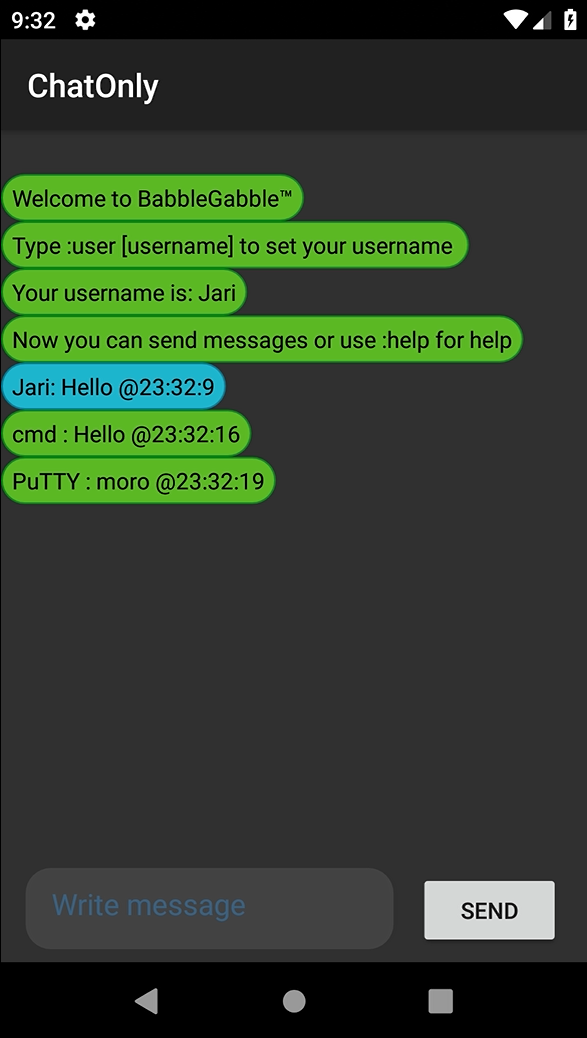 9:32
ChatOnly
Welcome to BabbleGabble™
Type :user [username] to set your username
Your username is: Jari
Now you can send messages or use :help for help
Jari: Hello @23:32:9
cmd : Hello @23:32:16
PuTTY : moro @23:32:19
Write message
SEND